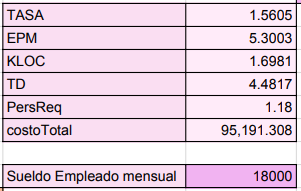 TASA 1.5605
EPM 5.3003
KLOC 1.6981
TD 4.4817
PersReq 1.18
costoTotal 95,191.308
Sueldo Empleado mensual 18000